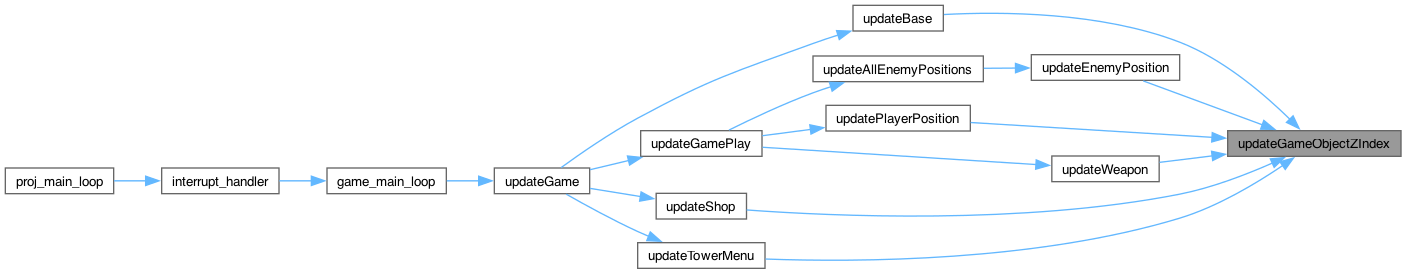 updateBase
updateAllEnemyPositions
updateEnemyPosition
updatePlayerPosition
updateGamePlay
updateGameObjectZIndex
updateWeapon
proj_main_loop
interrupt_handler
game_main_loop
updateGame
updateShop
updateTowerMenu